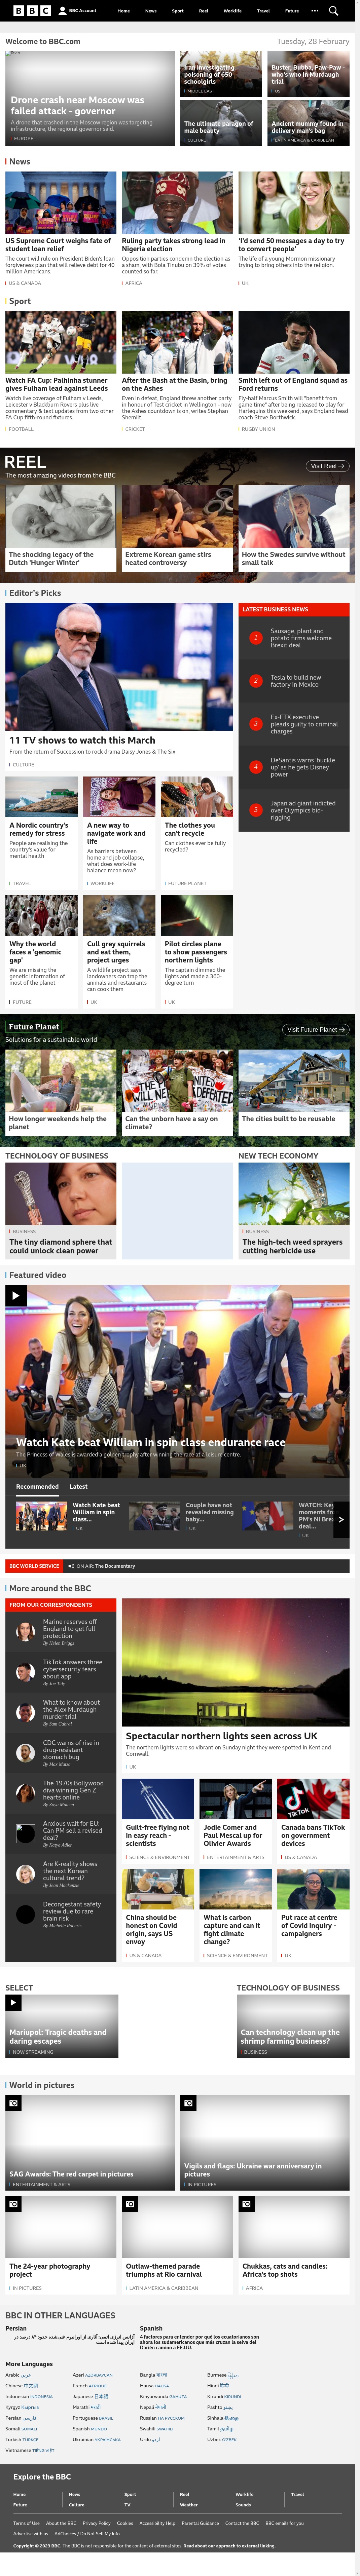 BBC
BBC Account
Home
News
Sport
Reel
Worklife
Travel
Future
Welcome to BBC.com
Tuesday, 28 February
Drone crash near Moscow was
failed attack - governor
A drone that crashed in the Moscow region was targeting
infrastructure, the regional governor said.
EUROPE
Iran investigating
poisoning of 650
schoolgirls
MIDDLE EAST
Buster, Bubba, Paw-Paw -
who's who in Murdaugh
trial
US
The ultimate paragon of
male beauty
CULTURE
Ancient mummy found in
delivery man's bag
LATIN AMERICA & CARIBBEAN
News
US Supreme Court weighs fate of
student loan relief
The court will rule on President Biden's loan
forgiveness plan that will relieve debt for 40
million Americans.
US & CANADA
Ruling party takes strong lead in
Nigeria election
Opposition parties condemn the election as
a sham, with Bola Tinubu on 39% of votes
counted so far.
AFRICA
'I'd send 50 messages a day to try
to convert people'
The life of a young Mormon missionary
trying to bring others into the religion.
UK
Sport
Watch FA Cup: Palhinha stunner
gives Fulham lead against Leeds
Watch live coverage of Fulham v Leeds,
Leicester v Blackburn Rovers plus live
commentary & text updates from two other
FA Cup fifth-round fixtures.
FOOTBALL
After the Bash at the Basin, bring
on the Ashes
Even in defeat, England threw another party
in honour of Test cricket in Wellington - now
the Ashes countdown is on, writes Stephan
Shemilt.
CRICKET
Smith left out of England squad as
Ford returns
Fly-half Marcus Smith will "benefit from
game time" after being released to play for
Harlequins this weekend, says England head
coach Steve Borthwick.
RUGBY UNION
REEL
The most amazing videos from the BBC
Visit Reel →
The shocking legacy of the
Dutch 'Hunger Winter'
Extreme Korean game stirs
heated controversy
How the Swedes survive without
small talk
Editor's Picks
11 TV shows to watch this March
From the return of Succession to rock drama Daisy Jones & The Six
CULTURE
LATEST BUSINESS NEWS
1 Sausage, plant and
potato firms welcome
Brexit deal
2 Tesla to build new
factory in Mexico
3 Ex-FTX executive
pleads guilty to criminal
charges
4 DeSantis warns 'buckle
up' as he gets Disney
power
5 Japan ad giant indicted
over Olympics bid-
rigging
A Nordic country's
remedy for stress
People are realising the
country's value for
mental health
TRAVEL
A new way to
navigate work and
life
As barriers between
home and job collapse,
what does work-life
balance mean now?
WORKLIFE
The clothes you
can't recycle
Can clothes ever be fully
recycled?
FUTURE PLANET
Why the world
faces a 'genomic
gap'
We are missing the
genetic information of
most of the planet
FUTURE
Cull grey squirrels
and eat them,
project urges
A wildlife project says
landowners can trap the
animals and restaurants
can cook them
UK
Pilot circles plane
to show passengers
northern lights
The captain dimmed the
lights and made a 360-
degree turn
UK
Future Planet
Solutions for a sustainable world
Visit Future Planet →
How longer weekends help the
planet
Can the unborn have a say on
climate?
The cities built to be reusable
TECHNOLOGY OF BUSINESS
BUSINESS
The tiny diamond sphere that
could unlock clean power
NEW TECH ECONOMY
BUSINESS
The high-tech weed sprayers
cutting herbicide use
Featured video
Watch Kate beat William in spin class endurance race
The Princess of Wales is awarded a golden trophy after winning the race at a leisure centre.
UK
Recommended
Latest
Watch Kate beat
William in spin
class...
UK
Couple have not
revealed missing
baby...
UK
WATCH: Key
moments fro
PM's NI Brex
deal...
UK
BBC WORLD SERVICE
ON AIR: The Documentary
More around the BBC
FROM OUR CORRESPONDENTS
Marine reserves off
England to get full
protection
By Helen Briggs
TikTok answers three
cybersecurity fears
about app
By Joe Tidy
What to know about
the Alex Murdaugh
murder trial
By Sam Cabral
CDC warns of rise in
drug-resistant
stomach bug
By Max Matza
The 1970s Bollywood
diva winning Gen Z
hearts online
By Zoya Mateen
Anxious wait for EU:
Can PM sell a revised
deal?
By Katya Adler
Are K-reality shows
the next Korean
cultural trend?
By Jean Mackenzie
Decongestant safety
review due to rare
brain risk
By Michelle Roberts
Spectacular northern lights seen across UK
The northern lights were so vibrant on Sunday night they were spotted in Kent and
Cornwall.
UK
Guilt-free flying not
in easy reach -
scientists
SCIENCE & ENVIRONMENT
Jodie Comer and
Paul Mescal up for
Olivier Awards
ENTERTAINMENT & ARTS
TikTok
Canada bans TikTok
on government
devices
US & CANADA
China should be
honest on Covid
origin, says US
envoy
US & CANADA
What is carbon
capture and can it
fight climate
change?
SCIENCE & ENVIRONMENT
Put race at centre
of Covid inquiry -
campaigners
UK
SELECT
Mariupol: Tragic deaths and
daring escapes
NOW STREAMING
TECHNOLOGY OF BUSINESS
Can technology clean up the
shrimp farming business?
BUSINESS
World in pictures
SAG Awards: The red carpet in pictures
ENTERTAINMENT & ARTS
Vigils and flags: Ukraine war anniversary in
pictures
IN PICTURES
The 24-year photography
project
IN PICTURES
Outlaw-themed parade
triumphs at Rio carnival
LATIN AMERICA & CARIBBEAN
Chukkas, cats and candles:
Africa's top shots
AFRICA
BBC IN OTHER LANGUAGES
Persian
آژانس انرژی اتمی: آثاری از اورانیوم غنی‌شده حدود ۸۴ درصد در
ایران پیدا شده است
Spanish
4 factores para entender por qué los ecuatorianos son
ahora los sudamericanos que más cruzan la selva del
Darién camino a EE.UU.
More Languages
Arabic عربي
Azeri AZƏRBAYCAN
Bangla বাংলা
Burmese မြန်မာ
Chinese 中文网
French AFRIQUE
Hausa HAUSA
Hindi हिन्दी
Indonesian INDONESIA
Japanese 日本語
Kinyarwanda GAHUZA
Kirundi KIRUNDI
Kyrgyz Кыргыз
Marathi मराठी
Nepali नेपाली
Pashto پښتو
Persian فارسی
Portuguese BRASIL
Russian НА РУССКОМ
Sinhala සිංහල
Somali SOMALI
Spanish MUNDO
Swahili SWAHILI
Tamil தமிழ்
Turkish TÜRKÇE
Ukrainian УКРАЇНСЬКА
Urdu اردو
Uzbek O'ZBEK
Vietnamese TIẾNG VIỆT
Explore the BBC
Home
News
Sport
Reel
Worklife
Travel
Future
Culture
TV
Weather
Sounds
Terms of Use
About the BBC
Privacy Policy
Cookies
Accessibility Help
Parental Guidance
Contact the BBC
BBC emails for you
Advertise with us
AdChoices / Do Not Sell My Info
Copyright © 2023 BBC. The BBC is not responsible for the content of external sites. Read about our approach to external linking.